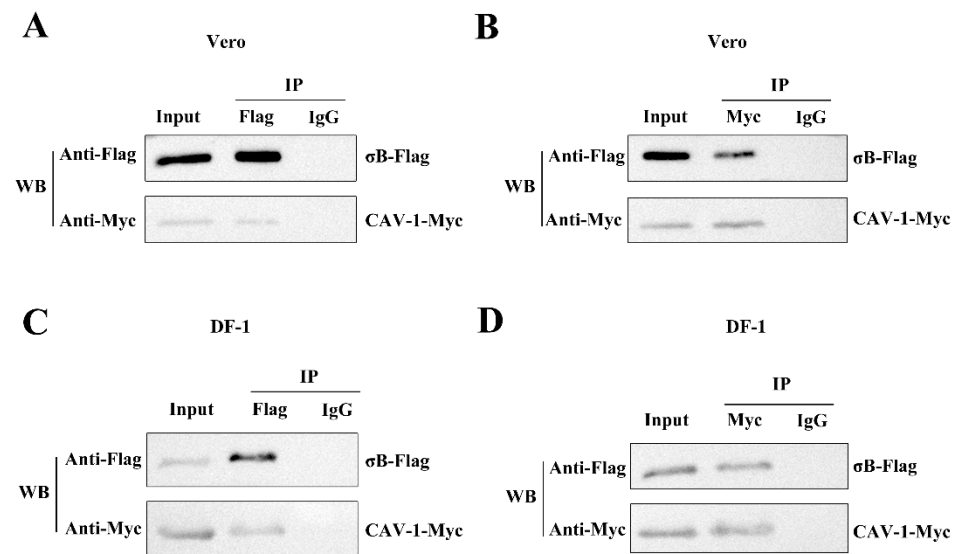 A
Vero
IP
Input Flag IgG
Anti-Flag σB-Flag
WB
Anti-Myc CAV-1-Myc
B
Vero
IP
Input Myc IgG
Anti-Flag σB-Flag
WB
Anti-Myc CAV-1-Myc
C
DF-1
IP
Input Flag IgG
Anti-Flag σB-Flag
WB
Anti-Myc CAV-1-Myc
D
DF-1
IP
Input Myc IgG
Anti-Flag σB-Flag
WB
Anti-Myc CAV-1-Myc